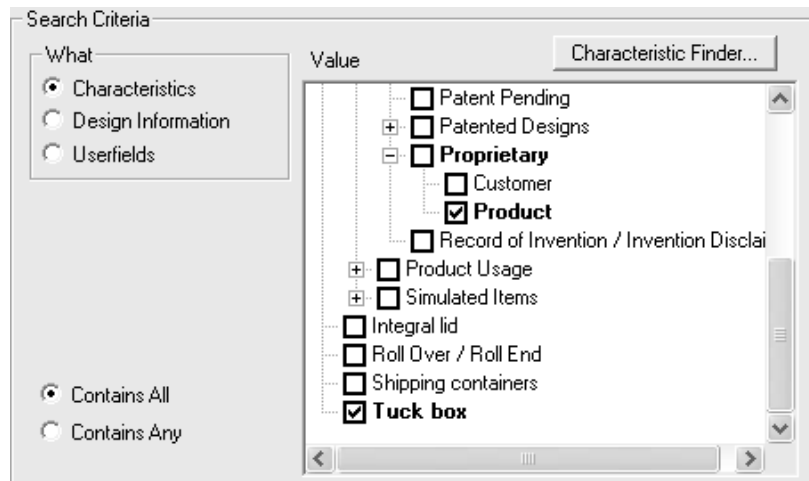 Search Criteria
What
Characteristics
Design Information
Userfields
Contains All
Contains Any
Value
Characteristic Finder...
Patent Pending
Patented Designs
Proprietary
Customer
Product
Record of Invention / Invention Disclai
Product Usage
Simulated Items
Integral lid
Roll Over / Roll End
Shipping containers
Tuck box